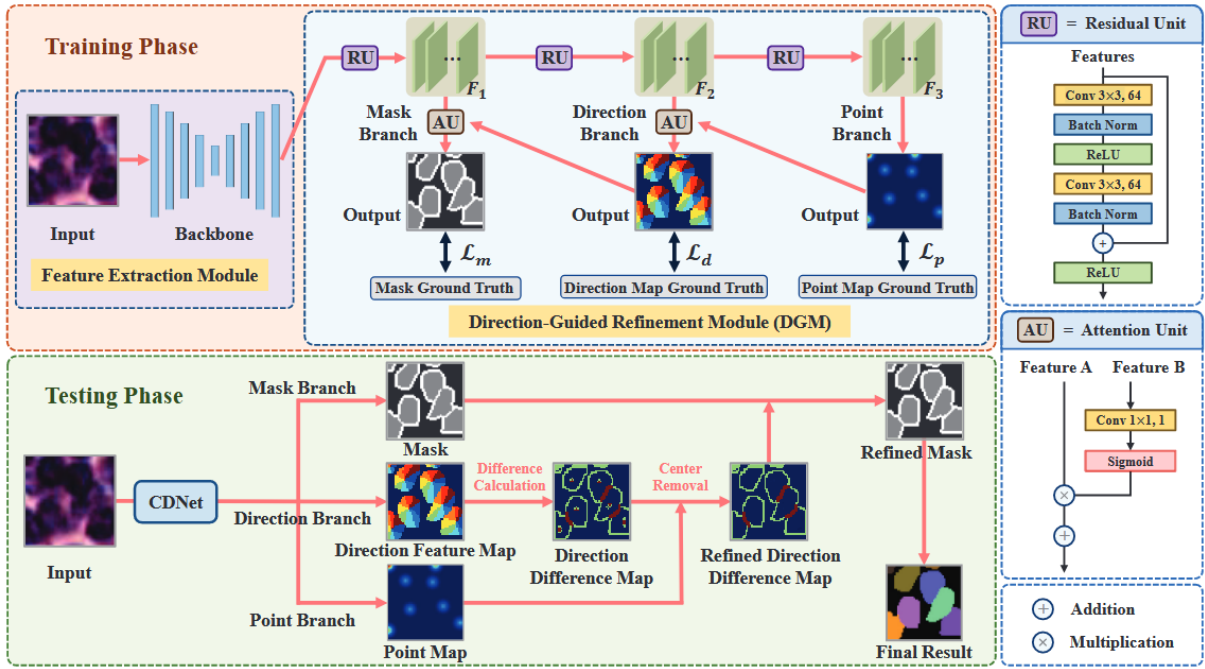 Training Phase
Input
Backbone
Feature Extraction Module
RU
RU
RU
...
F1
...
F2
...
F3
Mask
Branch
AU
Direction
Branch
AU
Point
Branch
Output
Output
Output
ℒm
ℒd
ℒp
Mask Ground Truth
Direction Map Ground Truth
Point Map Ground Truth
Direction-Guided Refinement Module (DGM)
RU = Residual Unit
Features
Conv 3×3, 64
Batch Norm
ReLU
Conv 3×3, 64
Batch Norm
+
ReLU
AU = Attention Unit
Feature A
Feature B
Conv 1×1, 1
Sigmoid
×
+
+ Addition
× Multiplication
Testing Phase
Input
CDNet
Mask Branch
Mask
Direction Branch
Direction Feature Map
Point Branch
Point Map
Difference
Calculation
Direction
Difference Map
Center
Removal
Refined Direction
Difference Map
Refined Mask
Final Result